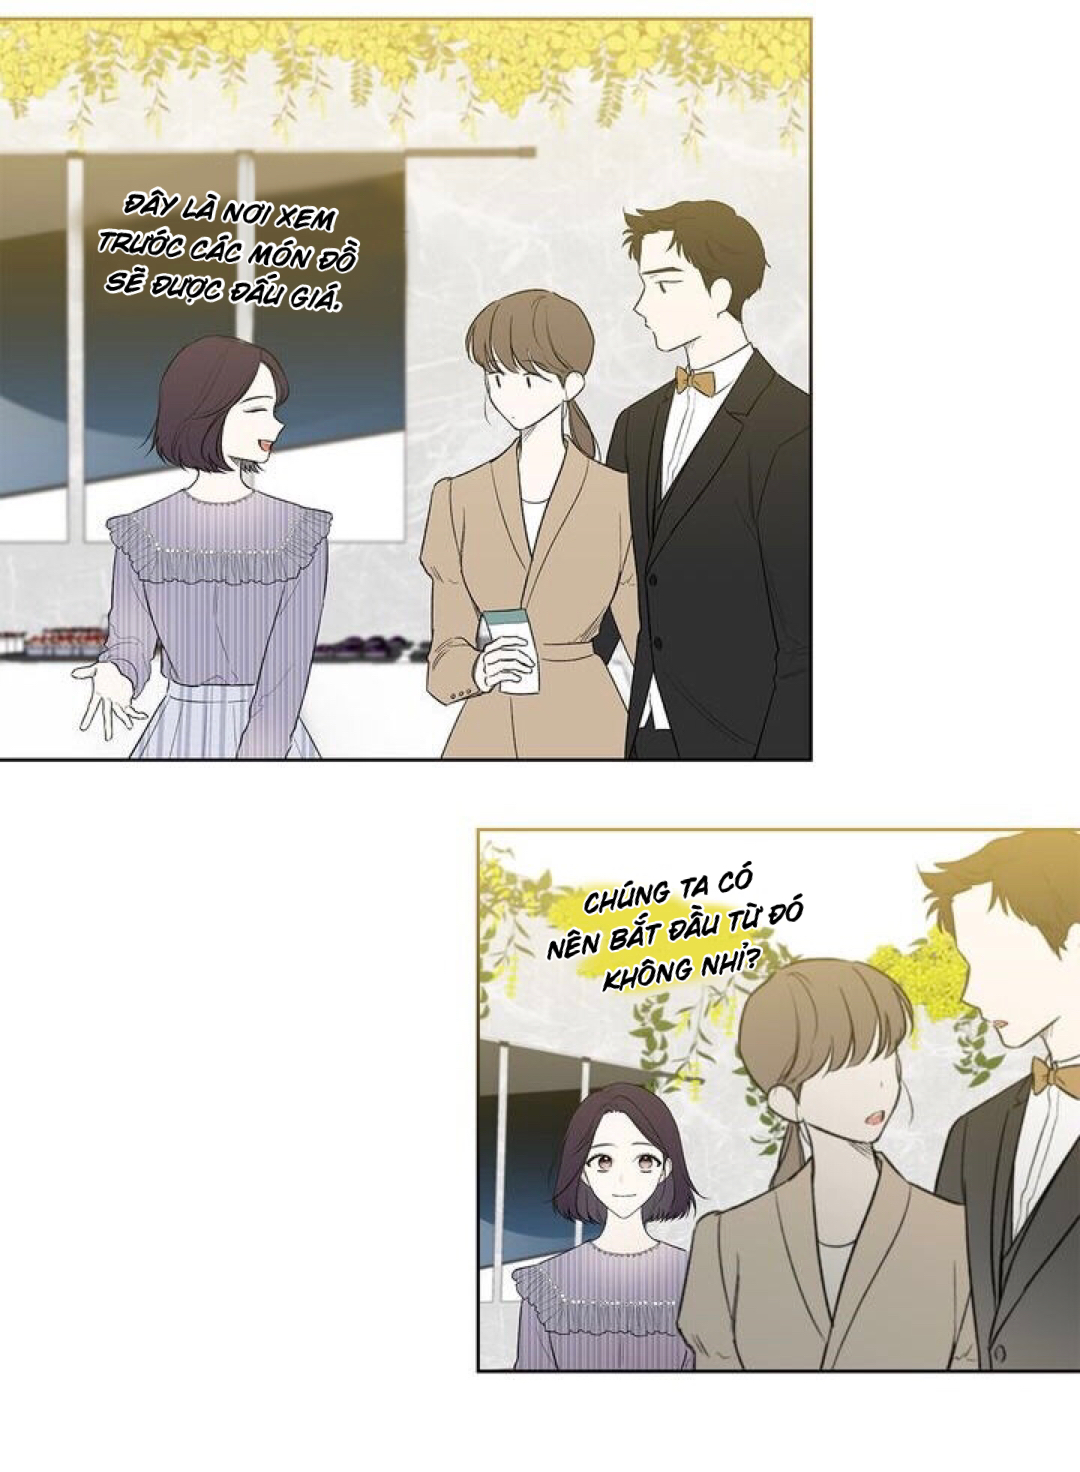 ĐÂY LÀ NƠI XEM
TRƯỚC CÁC MÓN ĐỒ
SẼ ĐƯỢC ĐẤU GIÁ.
CHÚNG TA CÓ
NÊN BẮT ĐẦU TỪ ĐÓ
KHÔNG NHỈ?